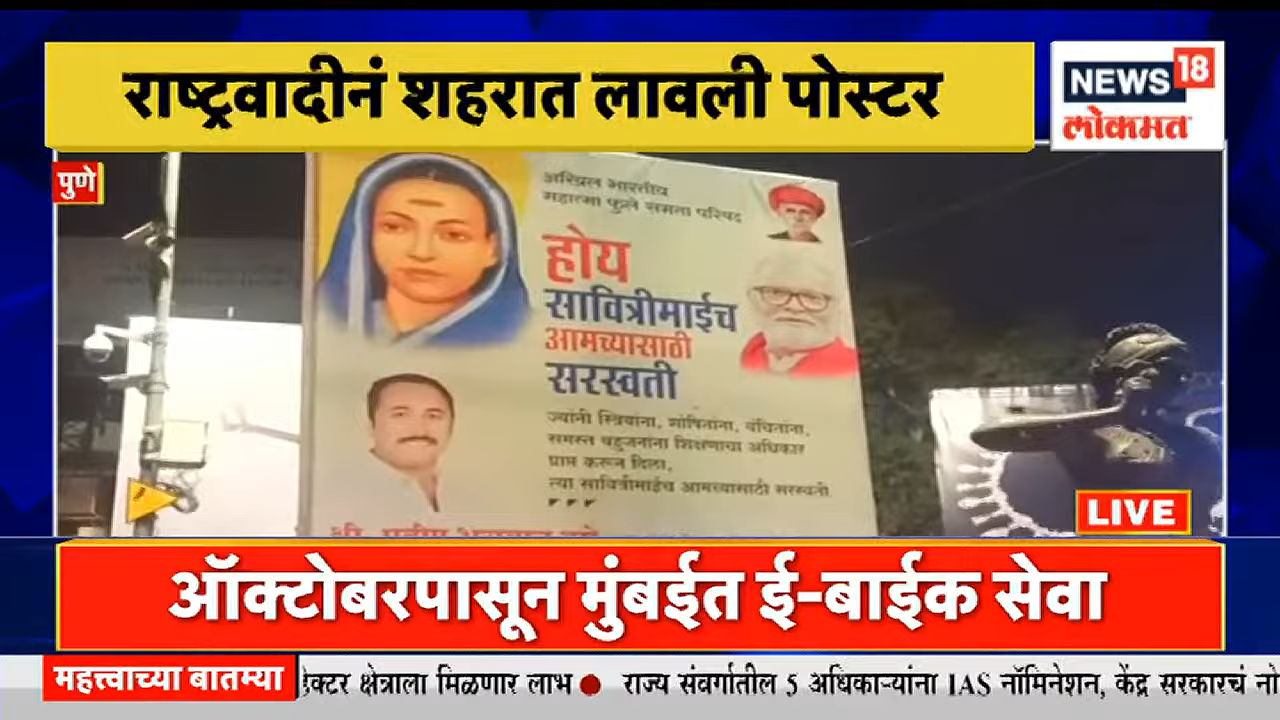 राष्ट्रवादीनं शहरात लावली पोस्टर
NEWS 18
लोकमत
पुणे
अखिल भारतीय
महात्मा फुले समता परिषद
होय
सावित्रीमाईच
आमच्यासाठी
सरस्वती
ज्यांनी स्त्रियांना, शोषितांना, वंचितांना,
समस्त बहुजनांना शिक्षणाचा अधिकार
प्राप्त करून दिला,
त्या सावित्रीमाईच आमच्यासाठी सरस्वती
LIVE
ऑक्टोबरपासून मुंबईत ई-बाईक सेवा
महत्त्वाच्या बातम्या
क्षेत्राला मिळणार लाभ ● राज्य संवर्गातील 5 अधिकाऱ्यांना IAS नॉमिनेशन, केंद्र सरकारचं